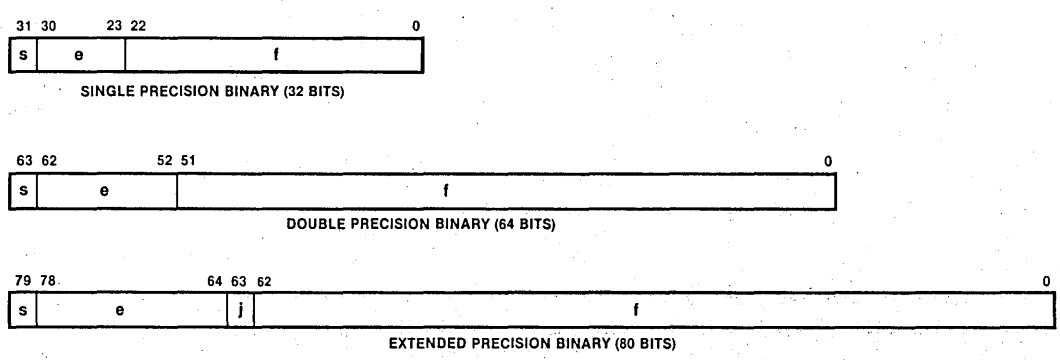 31 30 23 22 0
s e f
SINGLE PRECISION BINARY (32 BITS)
63 62 52 51 0
s e f
DOUBLE PRECISION BINARY (64 BITS)
79 78 64 63 62 0
s e j f
EXTENDED PRECISION BINARY (80 BITS)